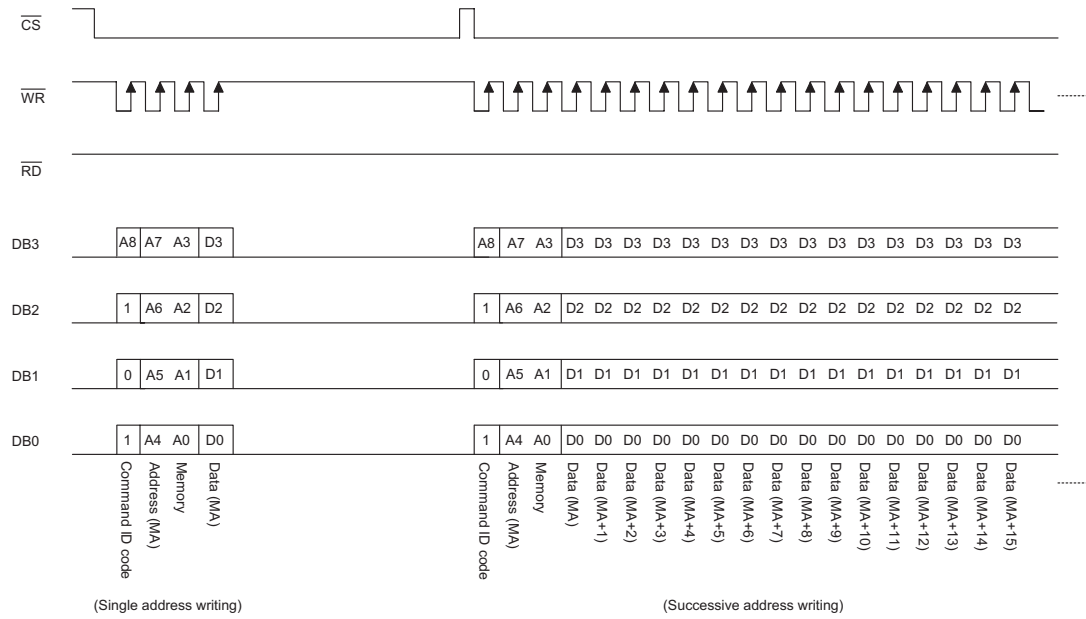 CS
WR
RD
DB3 A8 A7 A3 D3 A8 A7 A3 D3 D3 D3 D3 D3 D3 D3 D3 D3 D3 D3 D3 D3 D3 D3 D3
DB2 1 A6 A2 D2 1 A6 A2 D2 D2 D2 D2 D2 D2 D2 D2 D2 D2 D2 D2 D2 D2 D2 D2
DB1 0 A5 A1 D1 0 A5 A1 D1 D1 D1 D1 D1 D1 D1 D1 D1 D1 D1 D1 D1 D1 D1 D1
DB0 1 A4 A0 D0 1 A4 A0 D0 D0 D0 D0 D0 D0 D0 D0 D0 D0 D0 D0 D0 D0 D0 D0
Command ID code
Address (MA)
Memory
Data (MA)
Command ID code
Address (MA)
Memory
Data (MA)
Data (MA+1)
Data (MA+2)
Data (MA+3)
Data (MA+4)
Data (MA+5)
Data (MA+6)
Data (MA+7)
Data (MA+8)
Data (MA+9)
Data (MA+10)
Data (MA+11)
Data (MA+12)
Data (MA+13)
Data (MA+14)
Data (MA+15)
(Single address writing) (Successive address writing)